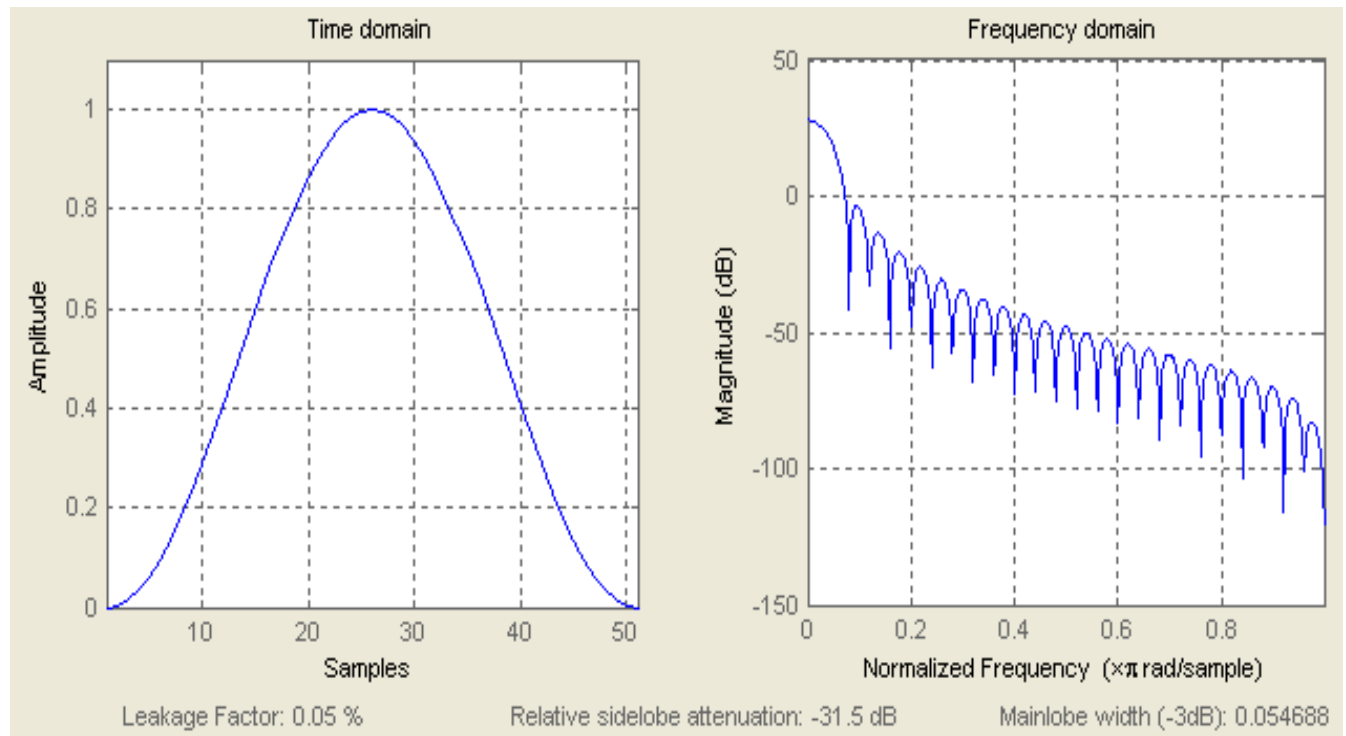 Time domain
Frequency domain
Amplitude
1
0.8
0.6
0.4
0.2
0
10
20
30
40
50
Samples
Magnitude (dB)
50
0
-50
-100
-150
0
0.2
0.4
0.6
0.8
Normalized Frequency (×π rad/sample)
Leakage Factor: 0.05 %
Relative sidelobe attenuation: -31.5 dB
Mainlobe width (-3dB): 0.054688